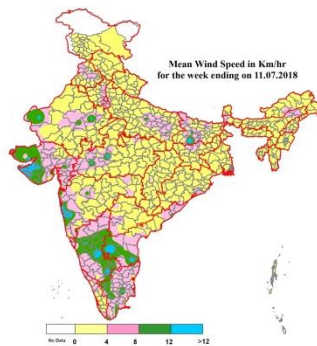 Mean Wind Speed in Km/hr
for the week ending on 11.07.2018
No Data 0 4 8 12 >12